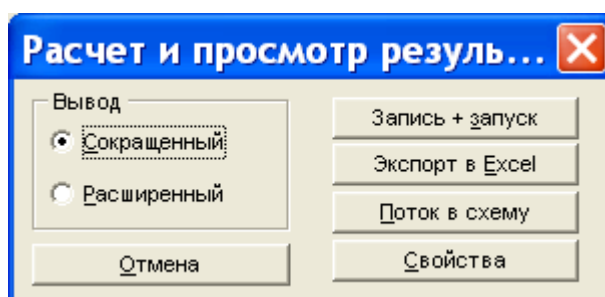 Расчет и просмотр резуль...
Вывод
Сокращенный
Расширенный
Отмена
Запись + запуск
Экспорт в Excel
Поток в схему
Свойства